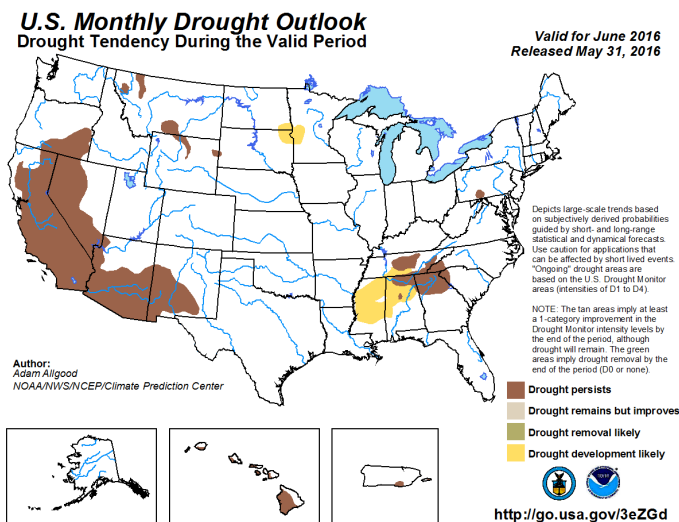 U.S. Monthly Drought Outlook
Drought Tendency During the Valid Period
Valid for June 2016
Released May 31, 2016
Depicts large-scale trends based
on subjectively derived probabilities
guided by short- and long-range
statistical and dynamical forecasts.
Use caution for applications that
can be affected by short lived events.
"Ongoing" drought areas are
based on the U.S. Drought Monitor
areas (intensities of D1 to D4).
NOTE: The tan areas imply at least
a 1-category improvement in the
Drought Monitor intensity levels by
the end of the period, although
drought will remain. The green
areas imply drought removal by the
end of the period (D0 or none).
Author:
Adam Allgood
NOAA/NWS/NCEP/Climate Prediction Center
Drought persists
Drought remains but improves
Drought removal likely
Drought development likely
http://go.usa.gov/3eZGd